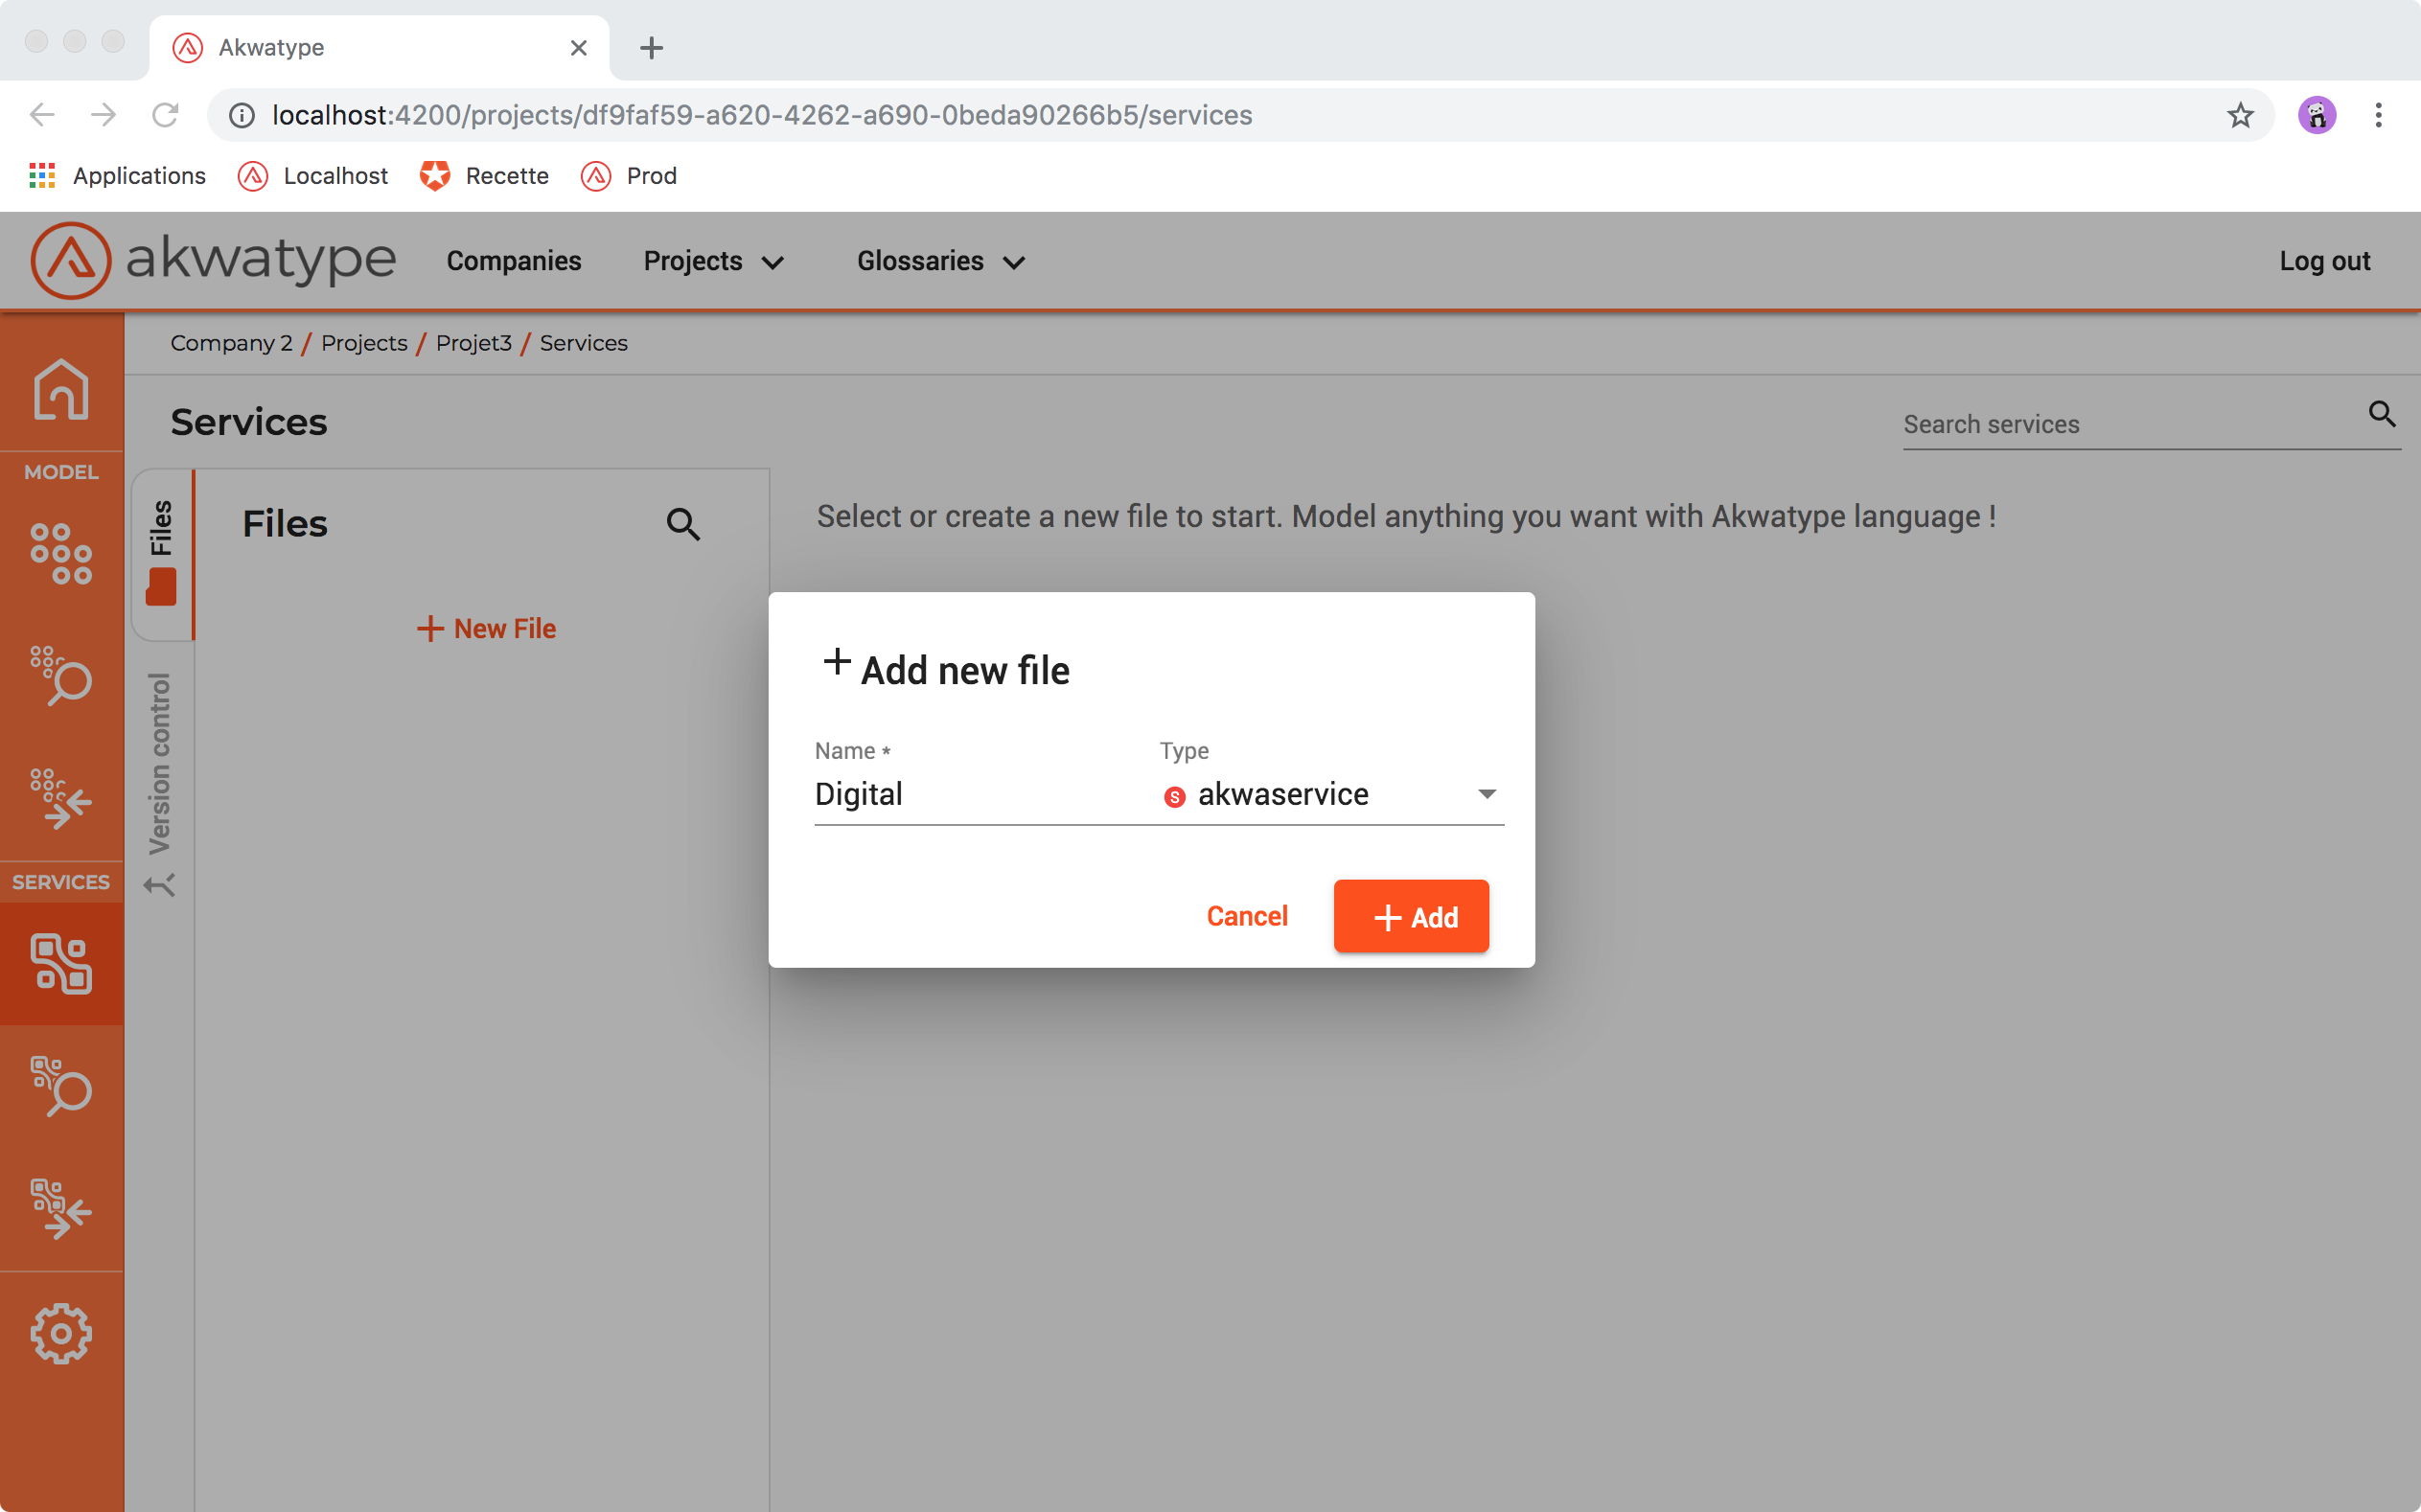 Akwatype
localhost:4200/projects/df9faf59-a620-4262-a690-0beda90266b5/services
Applications
Localhost
Recette
Prod
akwatype
Companies
Projects
Glossaries
Log out
Company 2 / Projects / Projet3 / Services
Services
Search services
MODEL
SERVICES
Files
Version control
Files
New File
Select or create a new file to start. Model anything you want with Akwatype language !
Add new file
Name *
Type
Digital
S akwaservice
Cancel
Add